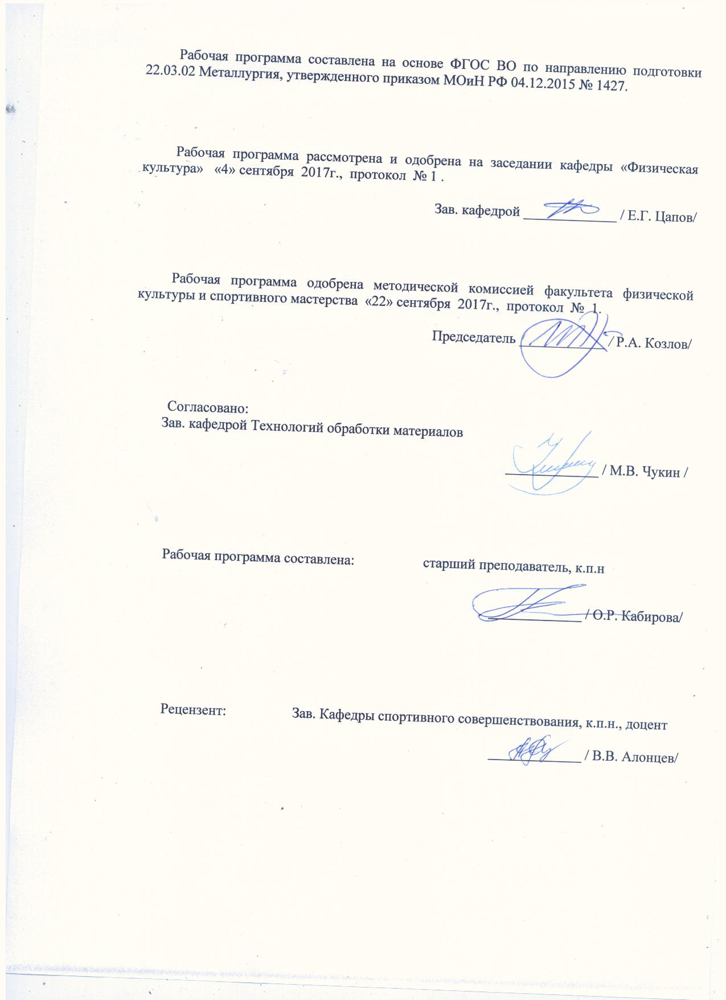 Рабочая программа составлена на основе ФГОС ВО по направлению подготовки
22.03.02 Металлургия, утвержденного приказом МОиН РФ 04.12.2015 № 1427.
Рабочая программа рассмотрена и одобрена на заседании кафедры «Физическая
культура» «4» сентября 2017г., протокол № 1 .
Зав. кафедрой _____________ / Е.Г. Цапов/
Рабочая программа одобрена методической комиссией факультета физической
культуры и спортивного мастерства «22» сентября 2017г., протокол № 1.
Председатель ____________ / Р.А. Козлов/
Согласовано:
Зав. кафедрой Технологий обработки материалов
_____________ / М.В. Чукин /
Рабочая программа составлена: старший преподаватель, к.п.н
_____________ / О.Р. Кабирова/
Рецензент: Зав. Кафедры спортивного совершенствования, к.п.н., доцент
_____________ / В.В. Алонцев/